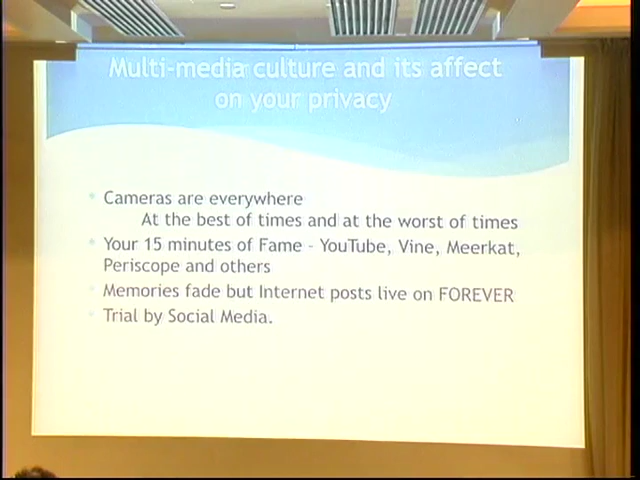 Multi-media culture and its affect
on your privacy
Cameras are everywhere
At the best of times and at the worst of times
Your 15 minutes of Fame - YouTube, Vine, Meerkat,
Periscope and others
Memories fade but Internet posts live on FOREVER
Trial by Social Media.